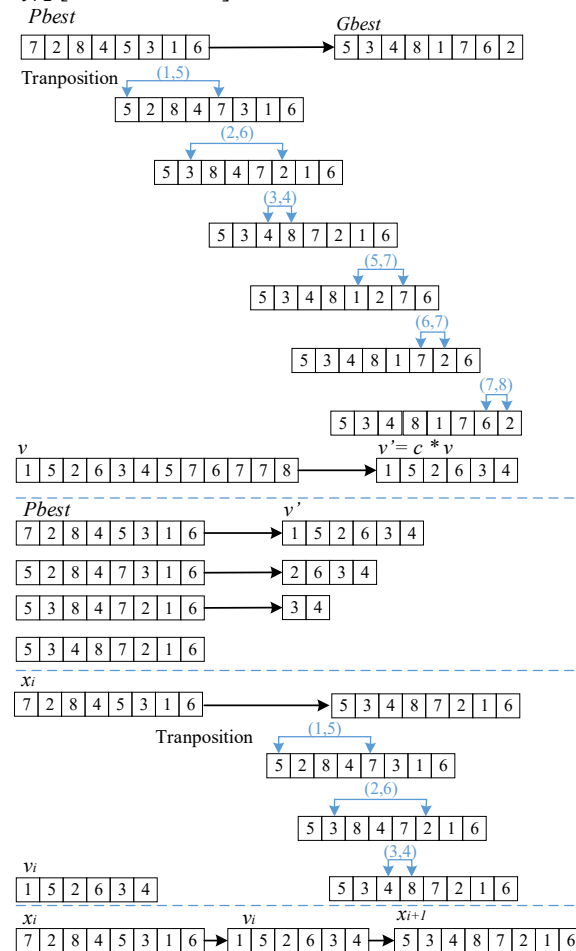 Pbest Gbest
7 2 8 4 5 3 1 6 5 3 4 8 1 7 6 2
Tranposition (1,5)
5 2 8 4 7 3 1 6
(2,6)
5 3 8 4 7 2 1 6
(3,4)
5 3 4 8 7 2 1 6
(5,7)
5 3 4 8 1 2 7 6
(6,7)
5 3 4 8 1 7 2 6
(7,8)
5 3 4 8 1 7 6 2
v v’= c * v
1 5 2 6 3 4 5 7 6 7 7 8 1 5 2 6 3 4
Pbest v’
7 2 8 4 5 3 1 6 1 5 2 6 3 4
5 2 8 4 7 3 1 6 2 6 3 4
5 3 8 4 7 2 1 6 3 4
5 3 4 8 7 2 1 6
xi
7 2 8 4 5 3 1 6 5 3 4 8 7 2 1 6
Tranposition (1,5)
5 2 8 4 7 3 1 6
(2,6)
5 3 8 4 7 2 1 6
(3,4)
vi
1 5 2 6 3 4 5 3 4 8 7 2 1 6
xi vi xi+1
7 2 8 4 5 3 1 6 1 5 2 6 3 4 5 3 4 8 7 2 1 6